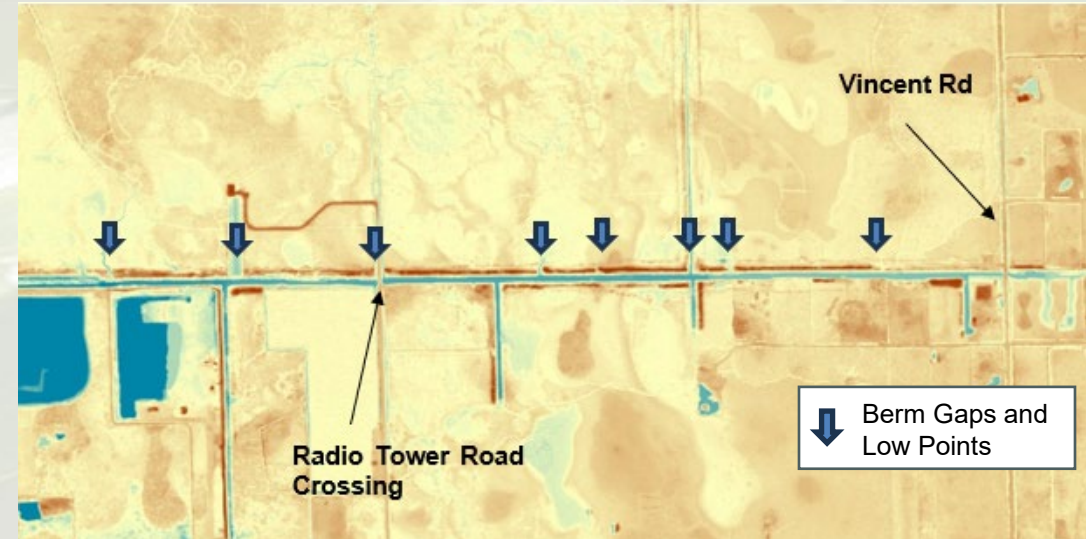 Vincent Rd
Radio Tower Road
Crossing
Berm Gaps and
Low Points